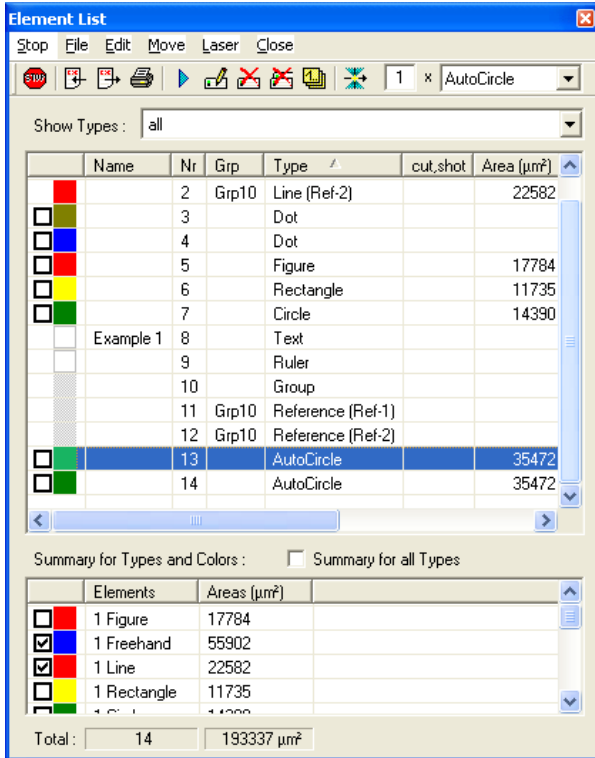 Element List
Stop File Edit Move Laser Close
STOP 1 × AutoCircle
Show Types : all
Name Nr Grp Type cut,shot Area (µm²)
2 Grp10 Line (Ref-2) 22582
3 Dot
4 Dot
5 Figure 17784
6 Rectangle 11735
7 Circle 14390
Example 1 8 Text
9 Ruler
10 Group
11 Grp10 Reference (Ref-1)
12 Grp10 Reference (Ref-2)
13 AutoCircle 35472
14 AutoCircle 35472
Summary for Types and Colors : Summary for all Types
Elements Areas (µm²)
1 Figure 17784
1 Freehand 55902
1 Line 22582
1 Rectangle 11735
Total : 14 193337 µm²